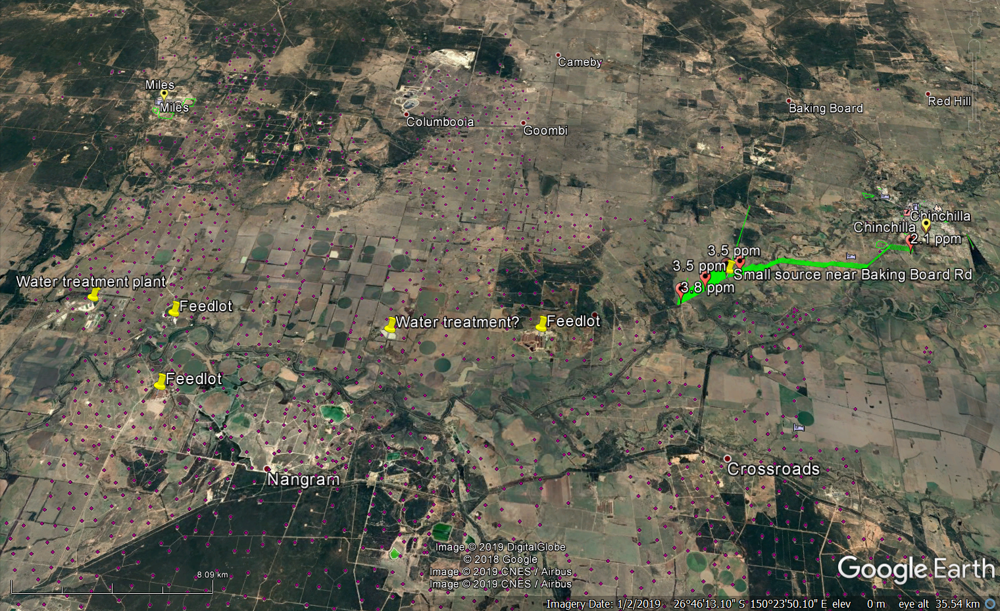 Cameby
Miles
Miles
Red Hill
Baking Board
Columbooia
Goombi
Chinchilla
Chinchilla
2.1 ppm
3.5 ppm
3.5 ppm
Small source near Baking Board Rd
3.8 ppm
Water treatment plant
Feedlot
Water treatment?
Feedlot
Feedlot
Nangram
Crossroads
Image © 2019 DigitalGlobe
© 2018 Google
Image © 2019 CNES / Airbus
Image © 2019 CNES / Airbus
Google Earth
8.09 km
Imagery Date: 1/2/2019 26°46'13.10" S 150°23'50.10" E elev 0 m eye alt 35.54 km